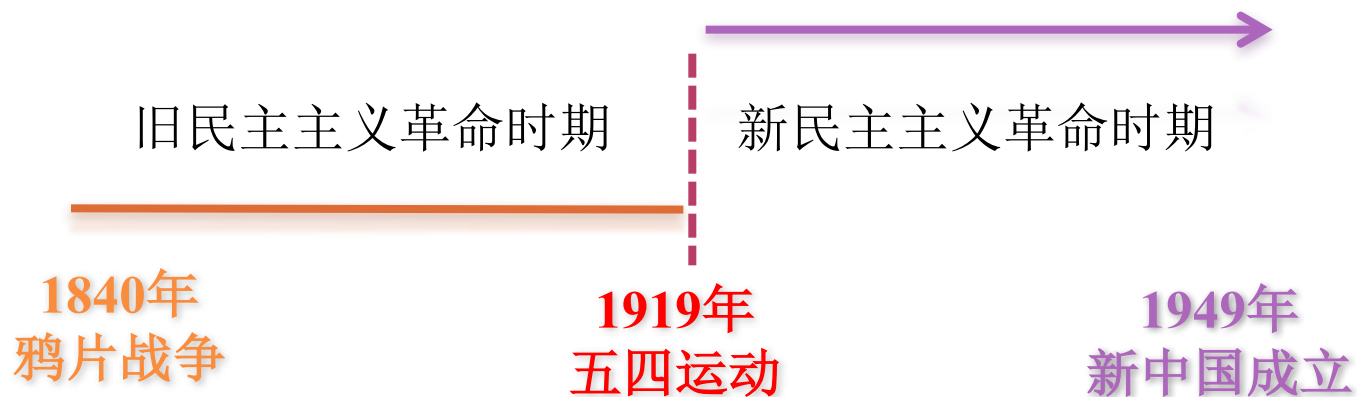 旧民主主义革命时期
新民主主义革命时期
1840年
鸦片战争
1919年
五四运动
1949年
新中国成立